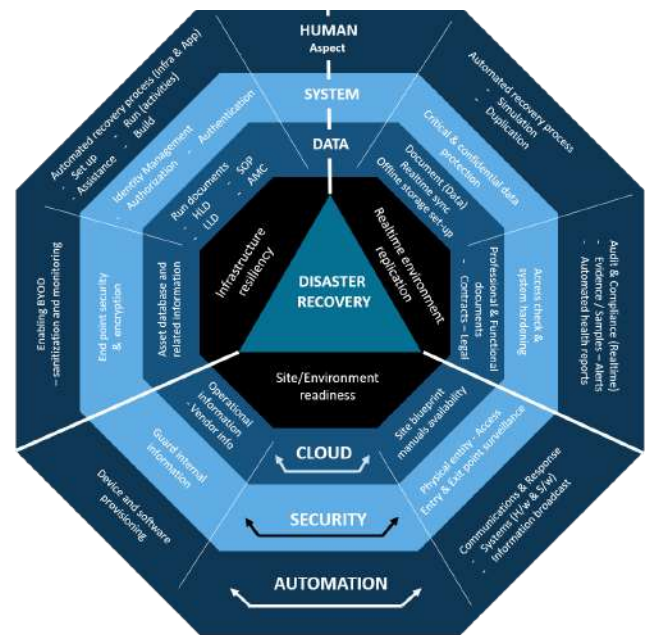 HUMAN
Aspect
SYSTEM
DATA
Automated recovery process (Infra & App)
- Set up - Run (activities)
- Assistance - Build
Identity Management
- Authorization - Authentication
Run documents
- HLD - SOP
- LLD - AMC
Infrastructure
resiliency
Automated recovery process
- Simulation
- Duplication
Critical & confidential data
protection
Document (Data)
Realtime sync
Offline storage set-up
Realtime environment
replication
DISASTER
RECOVERY
Enabling BYOD
– sanitization and monitoring
End point security
& encryption
Asset database and
related information
Professional & Functional
documents
- Contracts – Legal
Access check &
system hardening
Audit & Compliance (Realtime)
- Evidence / Samples – Alerts
- Automated health reports
Site/Environment
readiness
Operational
information
- Vendor info
Guard internal
information
Device and software
provisioning
Site blueprint
manuals availability
Physical entity - Access
Entry & Exit point surveillance
Communications & Response
- Systems (H/w & S/w)
- Information broadcast
CLOUD
SECURITY
AUTOMATION